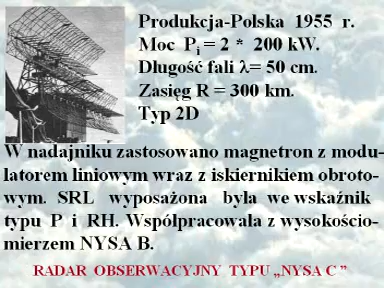 Produkcja-Polska 1955 r.
Moc Pi = 2 * 200 kW.
Długość fali λ= 50 cm.
Zasięg R = 300 km.
Typ 2D
W nadajniku zastosowano magnetron z modu-
latorem liniowym wraz z iskiernikiem obroto-
wym. SRL wyposażona była we wskaźnik
typu P i RH. Współpracowała z wysokościo-
mierzem NYSA B.
RADAR OBSERWACYJNY TYPU „NYSA C ”